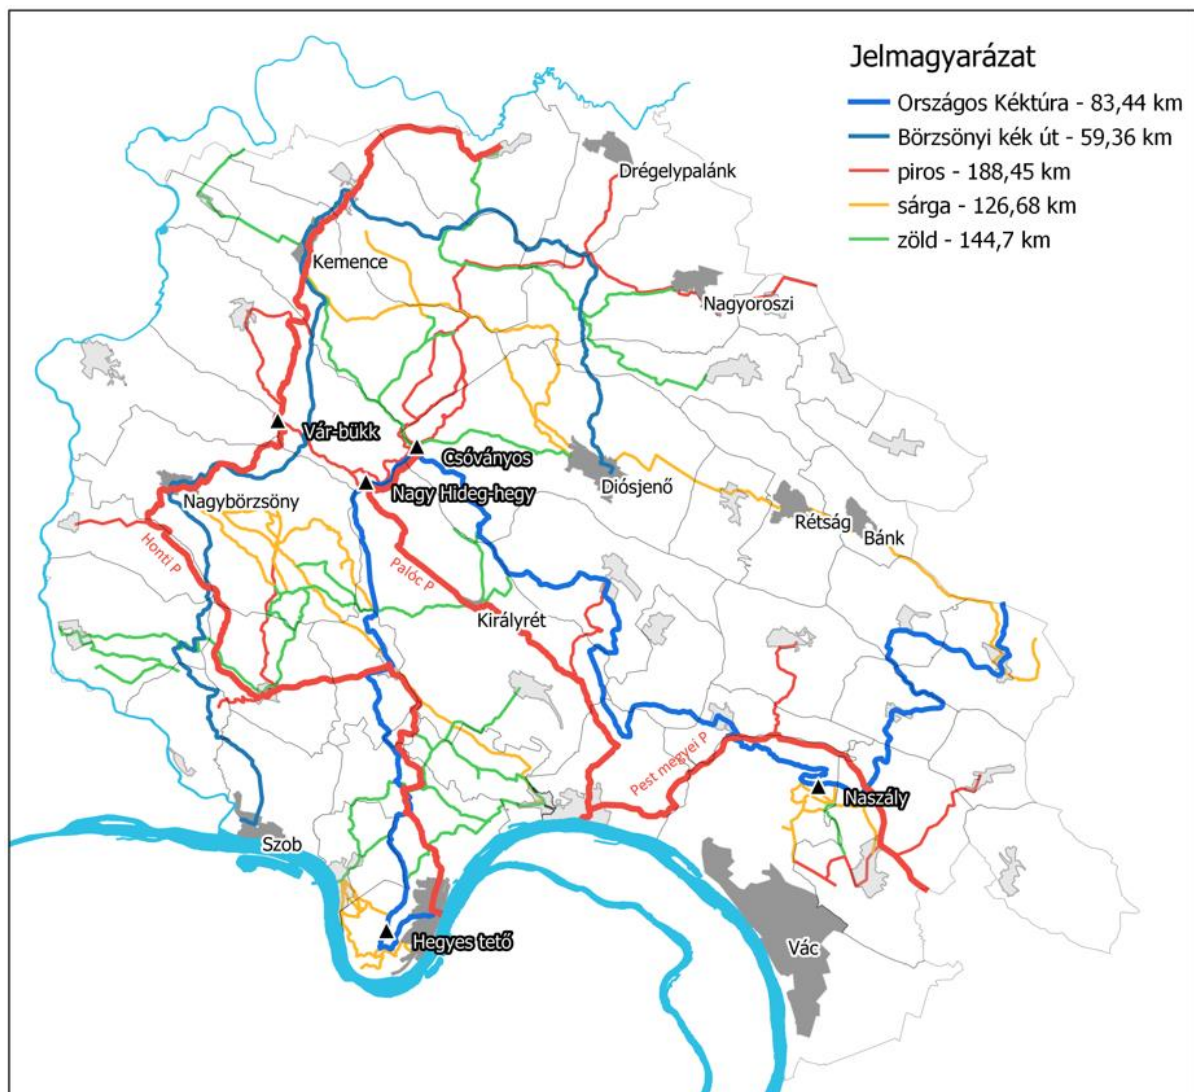 Jelmagyarázat
Országos Kéktúra - 83,44 km
Börzsönyi kék út - 59,36 km
piros - 188,45 km
sárga - 126,68 km
zöld - 144,7 km
Drégelypalánk
Kemence
Nagyoroszi
Vár-bükk
Csóványos
Diósjenő
Nagy Hideg-hegy
Nagybörzsöny
Rétság
Bánk
Honti P
Palóc P
Királyrét
Pest megyei P
Naszály
Szob
Hegyes tető
Vác